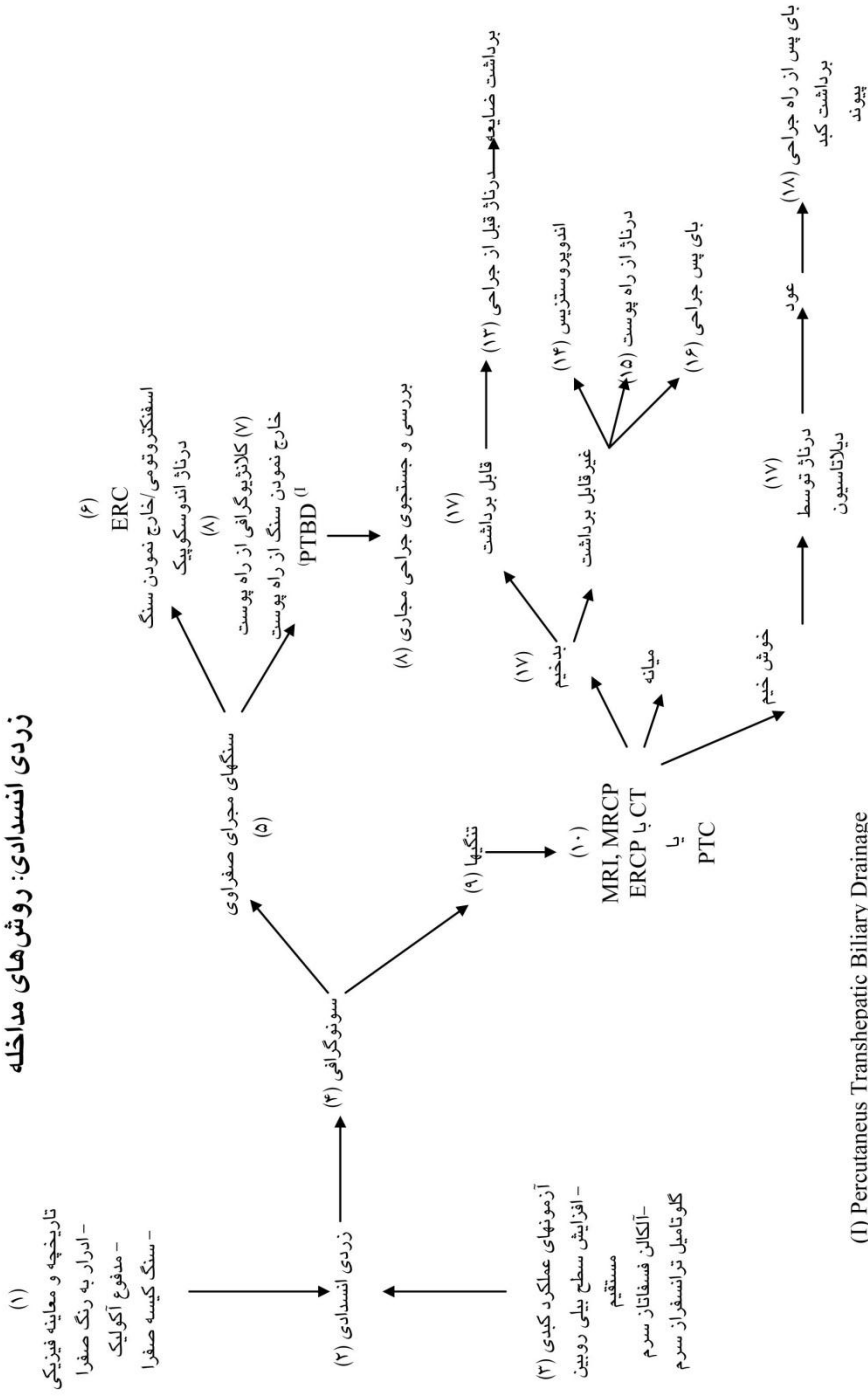 زردی انسدادی: روش‌های مداخله
(۱)
تاریخچه و معاینه فیزیکی
– ادرار به رنگ صفرا
– مدفوع آکولیک
– سنگ کیسه صفرا
زردی انسدادی (۲)
آزمونهای عملکرد کبدی (۳)
– افزایش سطح بیلی روبین
مستقیم
–آلکالن فسفاتاز سرم
گلوتامیل ترانسفراز سرم
سونوگرافی (۴)
سنگهای مجرای صفراوی
(۵)
(۶)
ERC
اسفنکتروتومی/خارج نمودن سنگ
درناژ اندوسکوپیک
(۸)
(۷) کلانژیوگرافی از راه پوست
خارج نمودن سنگ از راه پوست
(PTBD (I
بررسی و جستجوی جراحی مجاری (۸)
تنگیها (۹)
(۱۰)
MRI, MRCP
CT با ERCP
یا
PTC
(۱۷)
بدخیم
میانه
خوش خیم
(۱۷)
قابل برداشت
درناژ قبل از جراحی (۱۳)
برداشت ضایعه
غیرقابل برداشت
اندوپروستزیس (۱۴)
درناژ از راه پوست (۱۵)
بای پس جراحی (۱۶)
(۱۷)
درناژ توسط
دیلاتاسیون
عود
بای پس از راه جراحی (۱۸)
برداشت کبد
پیوند
(I) Percutaneus Transhepatic Biliary Drainage